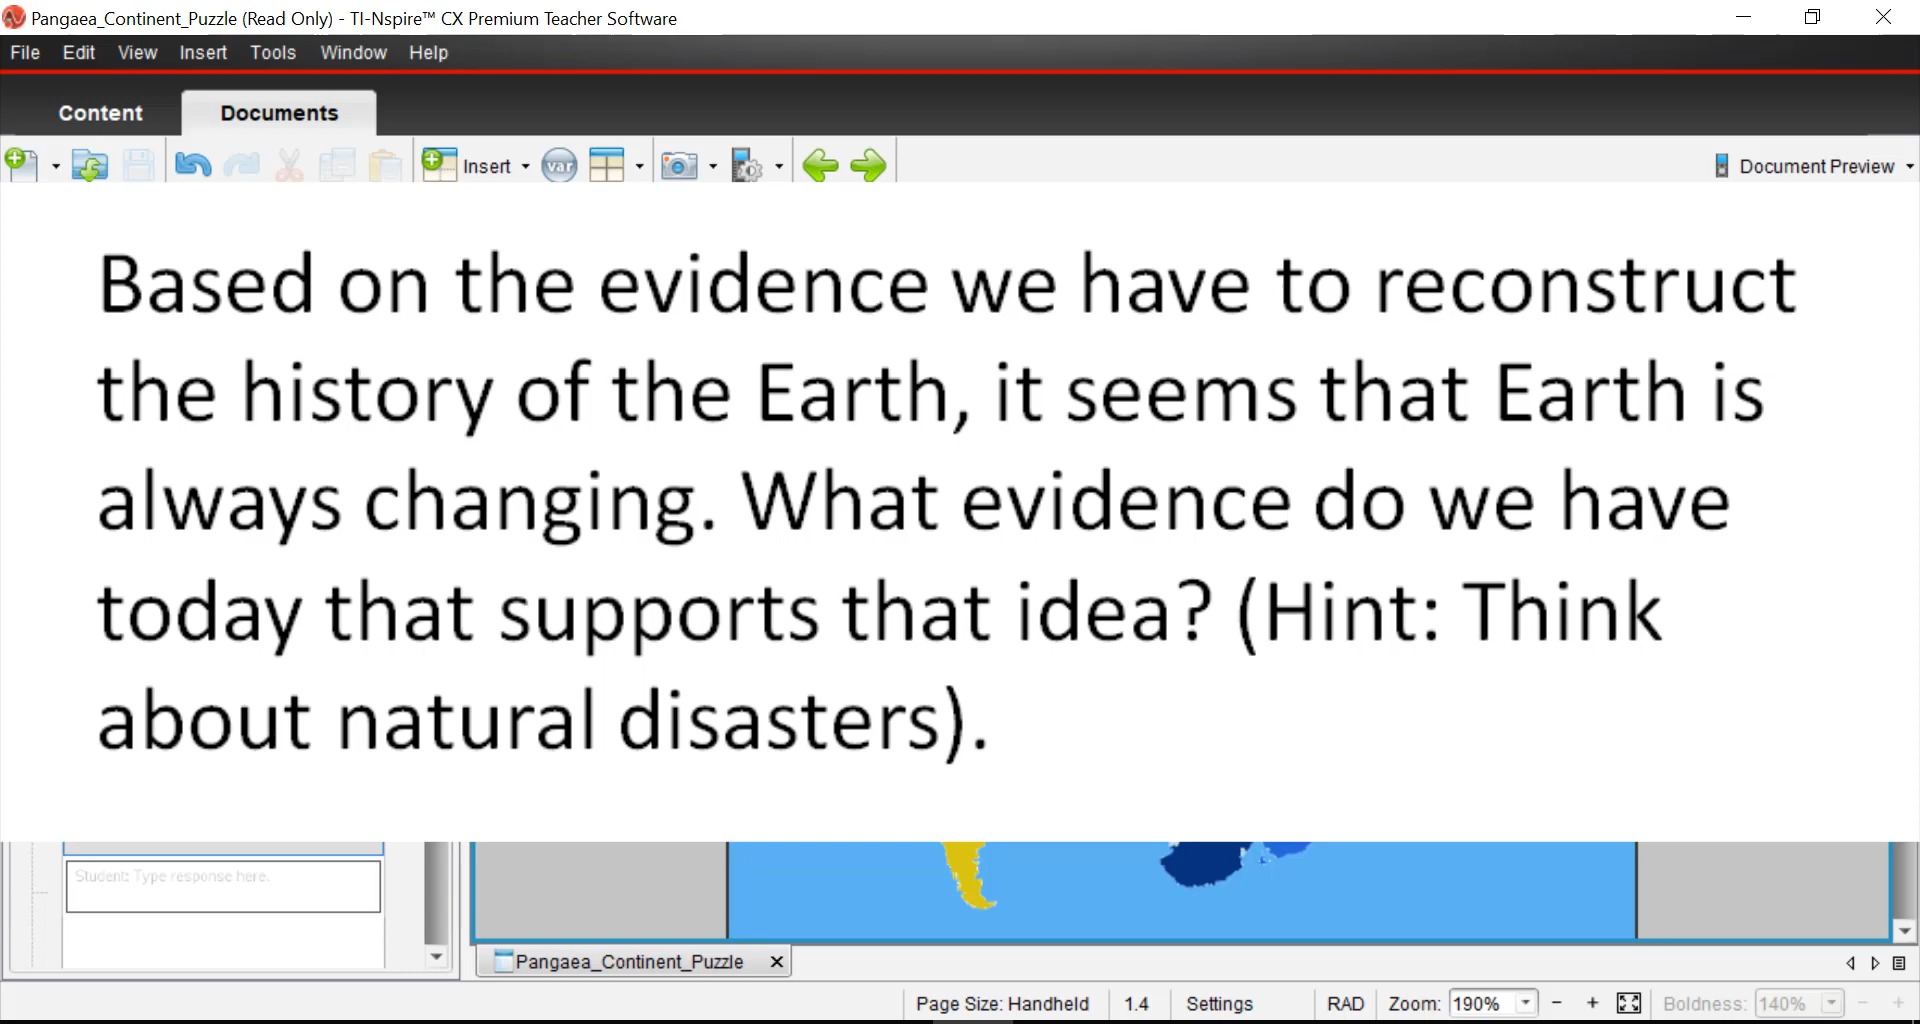 Pangaea_Continent_Puzzle (Read Only) - TI-Nspire™ CX Premium Teacher Software
File Edit View Insert Tools Window Help
Content Documents
Insert var Document Preview
Based on the evidence we have to reconstruct
the history of the Earth, it seems that Earth is
always changing. What evidence do we have
today that supports that idea? (Hint: Think
about natural disasters).
Student: Type response here.
Pangaea_Continent_Puzzle
Page Size: Handheld 1.4 Settings RAD Zoom: 190% - + Boldness: 140% - +